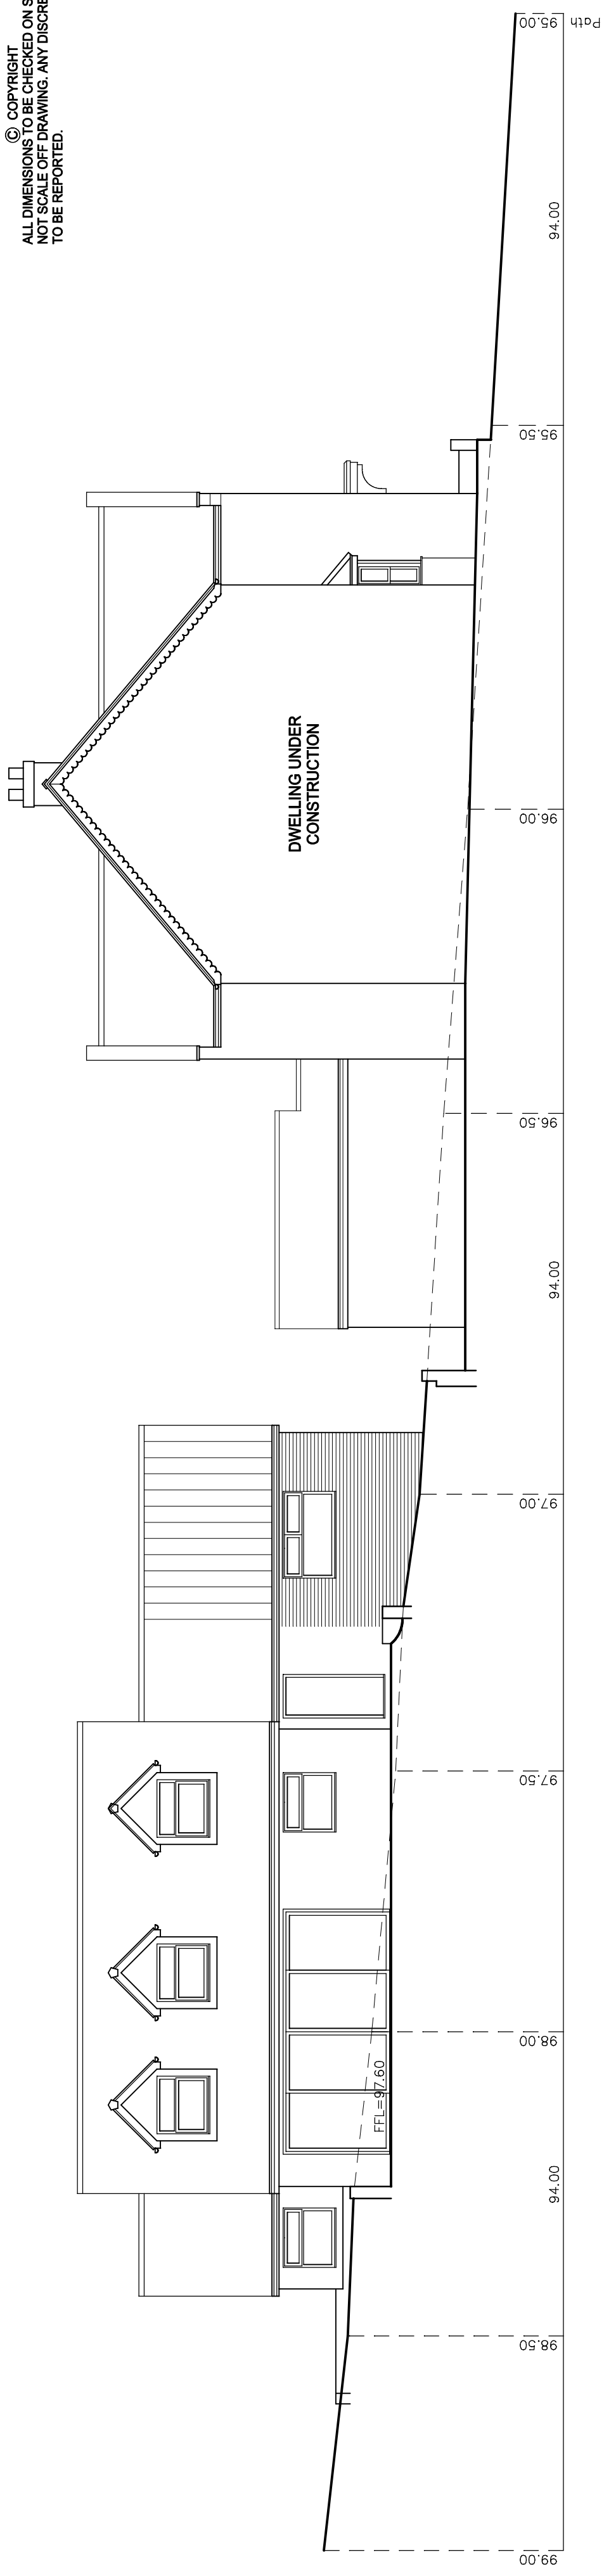 © COPYRIGHT
ALL DIMENSIONS TO BE CHECKED ON
NOT SCALE OFF DRAWING. ANY
TO BE REPORTED.
DWELLING UNDER
CONSTRUCTION
FFL=97.60
99.00
98.50
94.00
98.00
97.50
97.00
94.00
96.50
96.00
95.50
94.00
95.00
Path